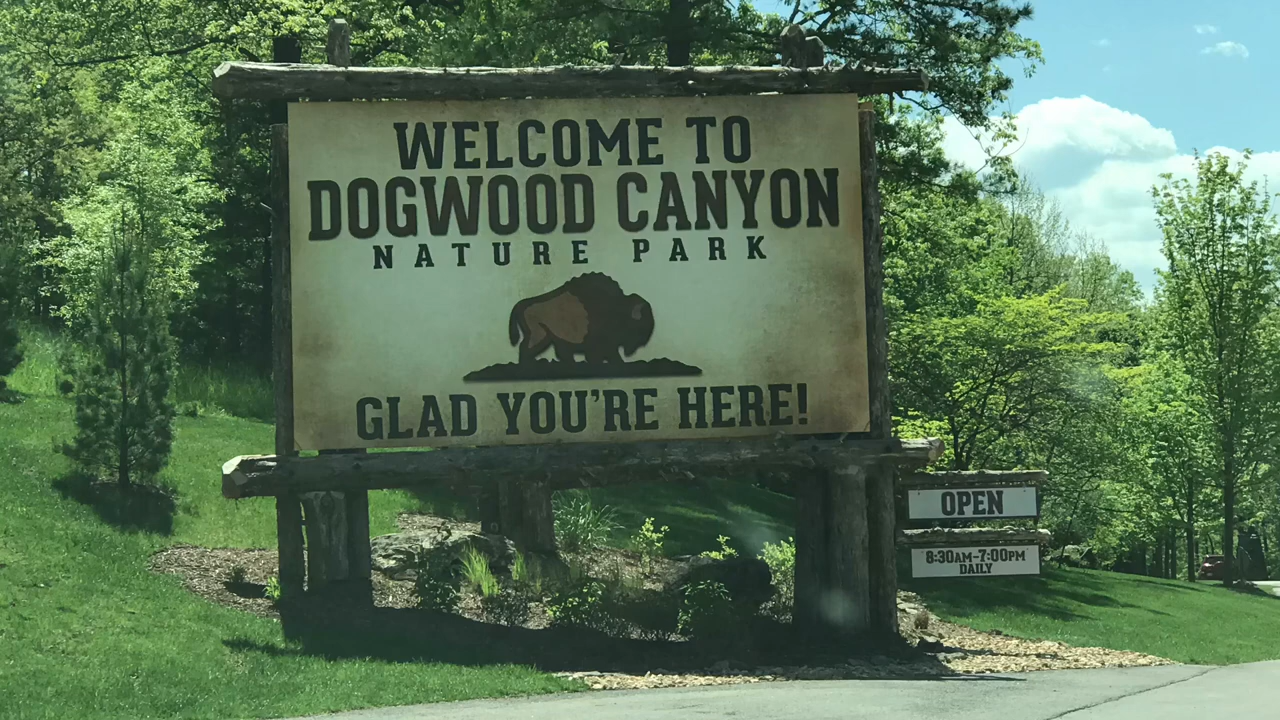 WELCOME TO
DOGWOOD CANYON
NATURE PARK
GLAD YOU'RE HERE!
OPEN
8:30AM-7:00PM
DAILY